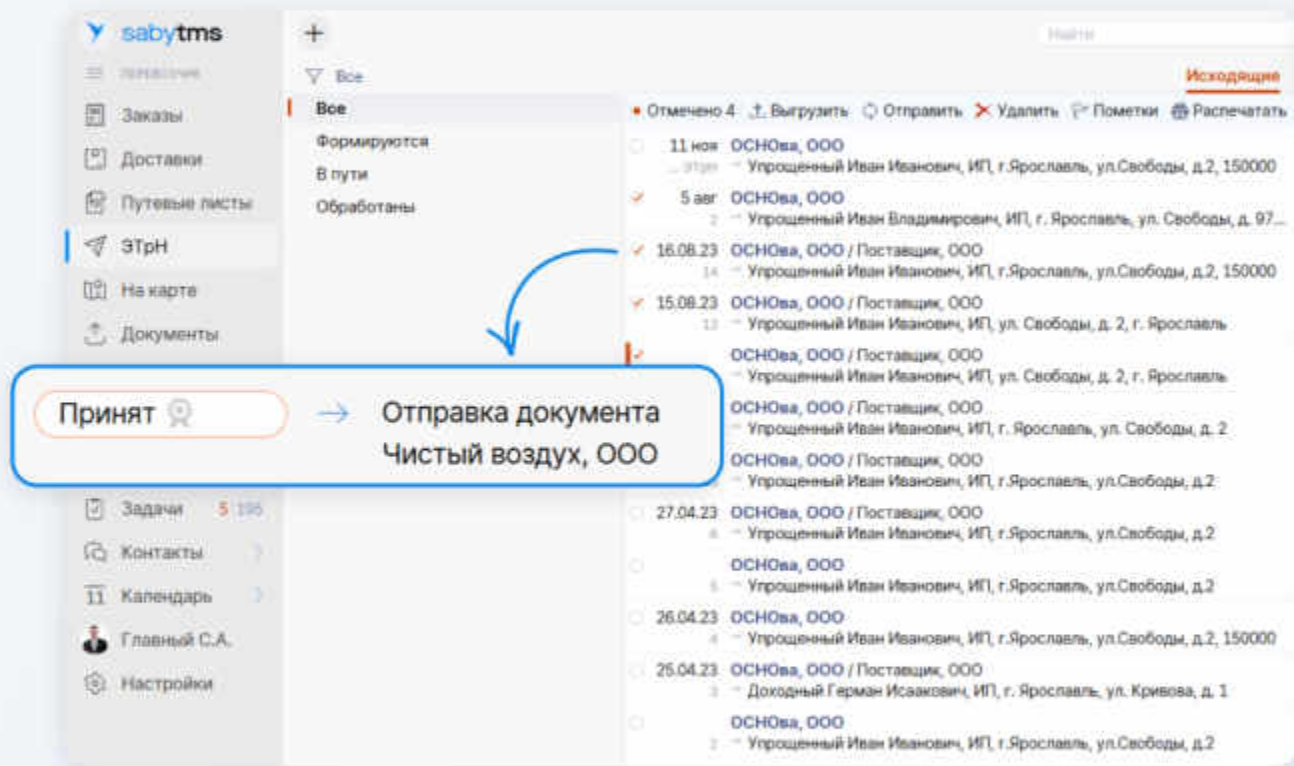 sabytms
+
Найти
Все
Исходящие
Заказы
Доставки
Путевые листы
ЭТрН
На карте
Документы
Все
Формируются
В пути
Обработаны
Отмечено 4 Выгрузить Отправить Удалить Пометки Распечатать
11 ноя ОСНОва, ООО
Упрощенный Иван Иванович, ИП, г.Ярославль, ул.Свободы, д.2, 150000
5 авг ОСНОва, ООО
2 Упрощенный Иван Владимирович, ИП, г. Ярославль, ул. Свободы, д. 97...
16.08.23 ОСНОва, ООО / Поставщик, ООО
14 Упрощенный Иван Иванович, ИП, г.Ярославль, ул.Свободы, д.2, 150000
15.08.23 ОСНОва, ООО / Поставщик, ООО
Упрощенный Иван Иванович, ИП, ул. Свободы, д. 2, г. Ярославль
ОСНОва, ООО / Поставщик, ООО
Упрощенный Иван Иванович, ИП, ул. Свободы, д. 2, г. Ярославль
ОСНОва, ООО / Поставщик, ООО
Упрощенный Иван Иванович, ИП, г. Ярославль, ул. Свободы, д. 2
ОСНОва, ООО / Поставщик, ООО
Упрощенный Иван Иванович, ИП, г.Ярославль, ул.Свободы, д.2
27.04.23 ОСНОва, ООО / Поставщик, ООО
Упрощенный Иван Иванович, ИП, г.Ярославль, ул.Свободы, д.2
ОСНОва, ООО
5 Упрощенный Иван Иванович, ИП, г.Ярославль, ул.Свободы, д.2
26.04.23 ОСНОва, ООО
4 Упрощенный Иван Иванович, ИП, г.Ярославль, ул.Свободы, д.2, 150000
25.04.23 ОСНОва, ООО / Поставщик, ООО
3 Доходный Герман Исаакович, ИП, г. Ярославль, ул. Кривова, д. 1
ОСНОва, ООО
2 Упрощенный Иван Иванович, ИП, г.Ярославль, ул.Свободы, д.2
Принят → Отправка документа
Чистый воздух, ООО
Задачи 5 195
Контакты
11 Календарь
Главный С.А.
Настройки